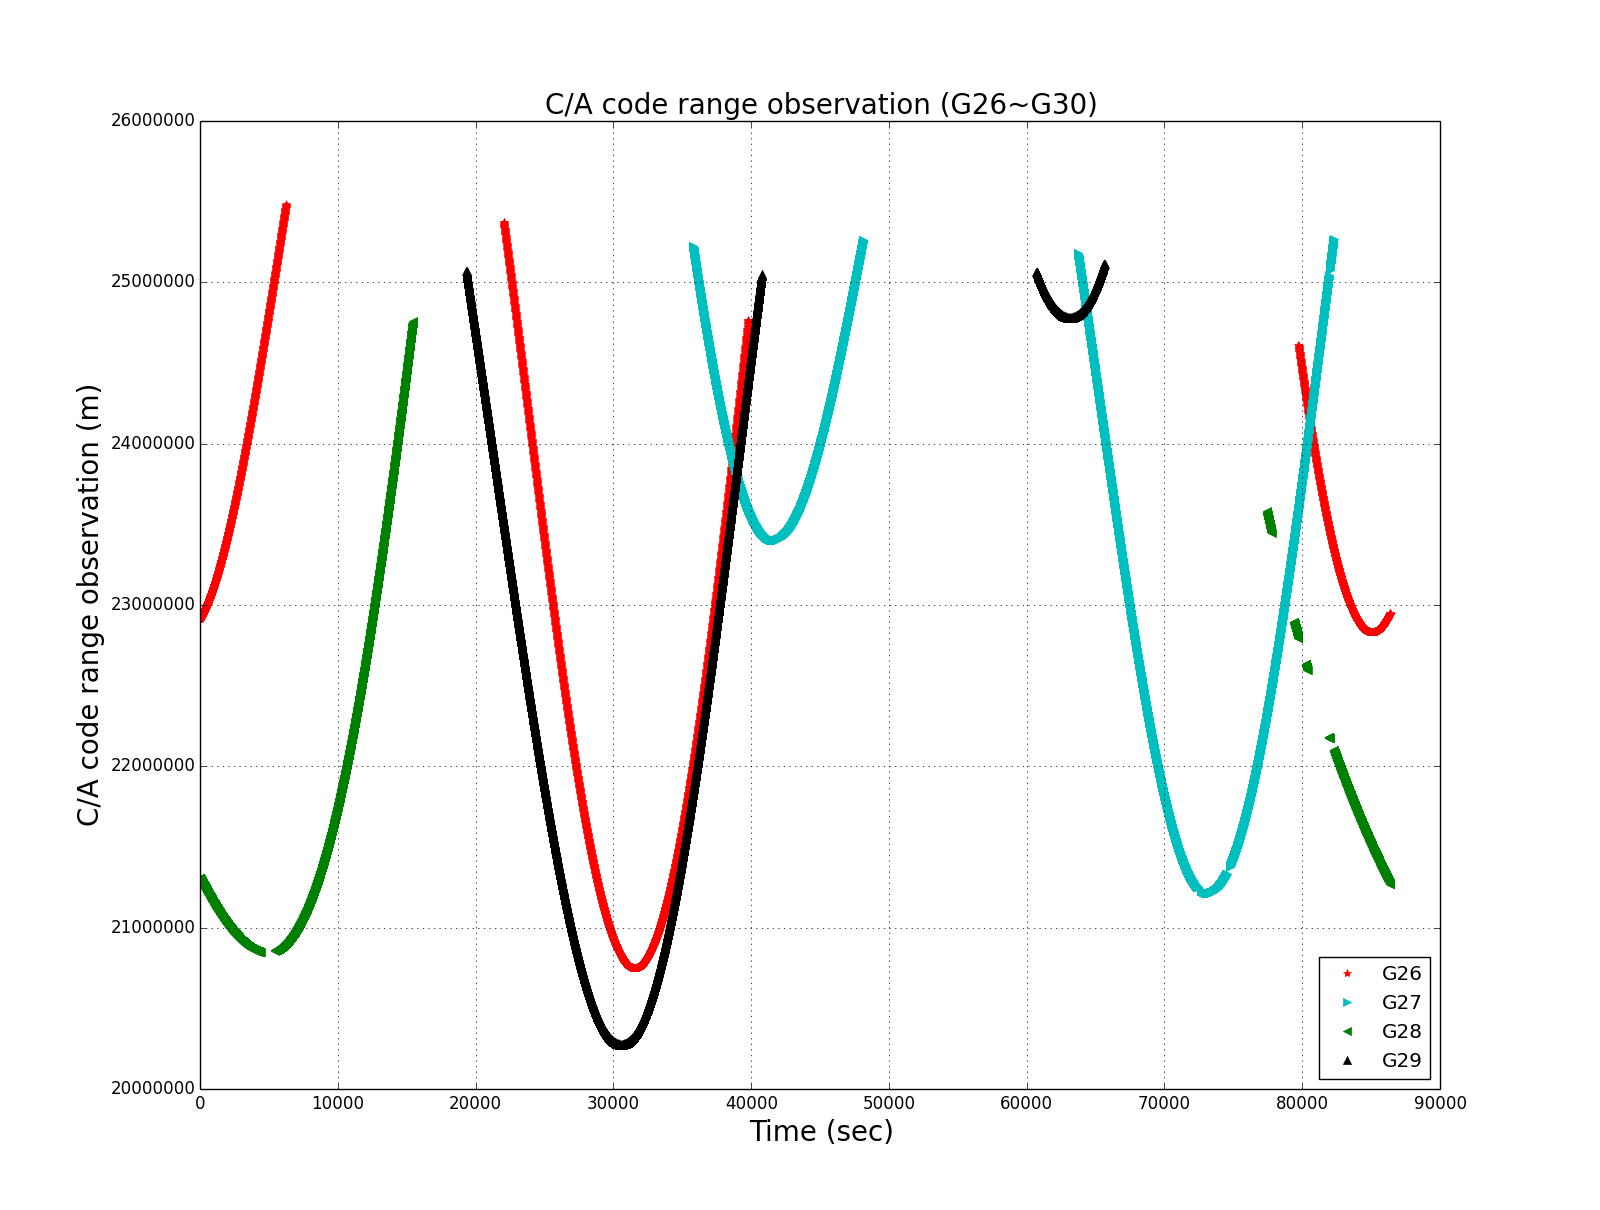 C/A code range observation (G26~G30)
26000000
25000000
24000000
23000000
22000000
21000000
20000000
C/A code range observation (m)
0 10000 20000 30000 40000 50000 60000 70000 80000 90000
Time (sec)
G26
G27
G28
G29